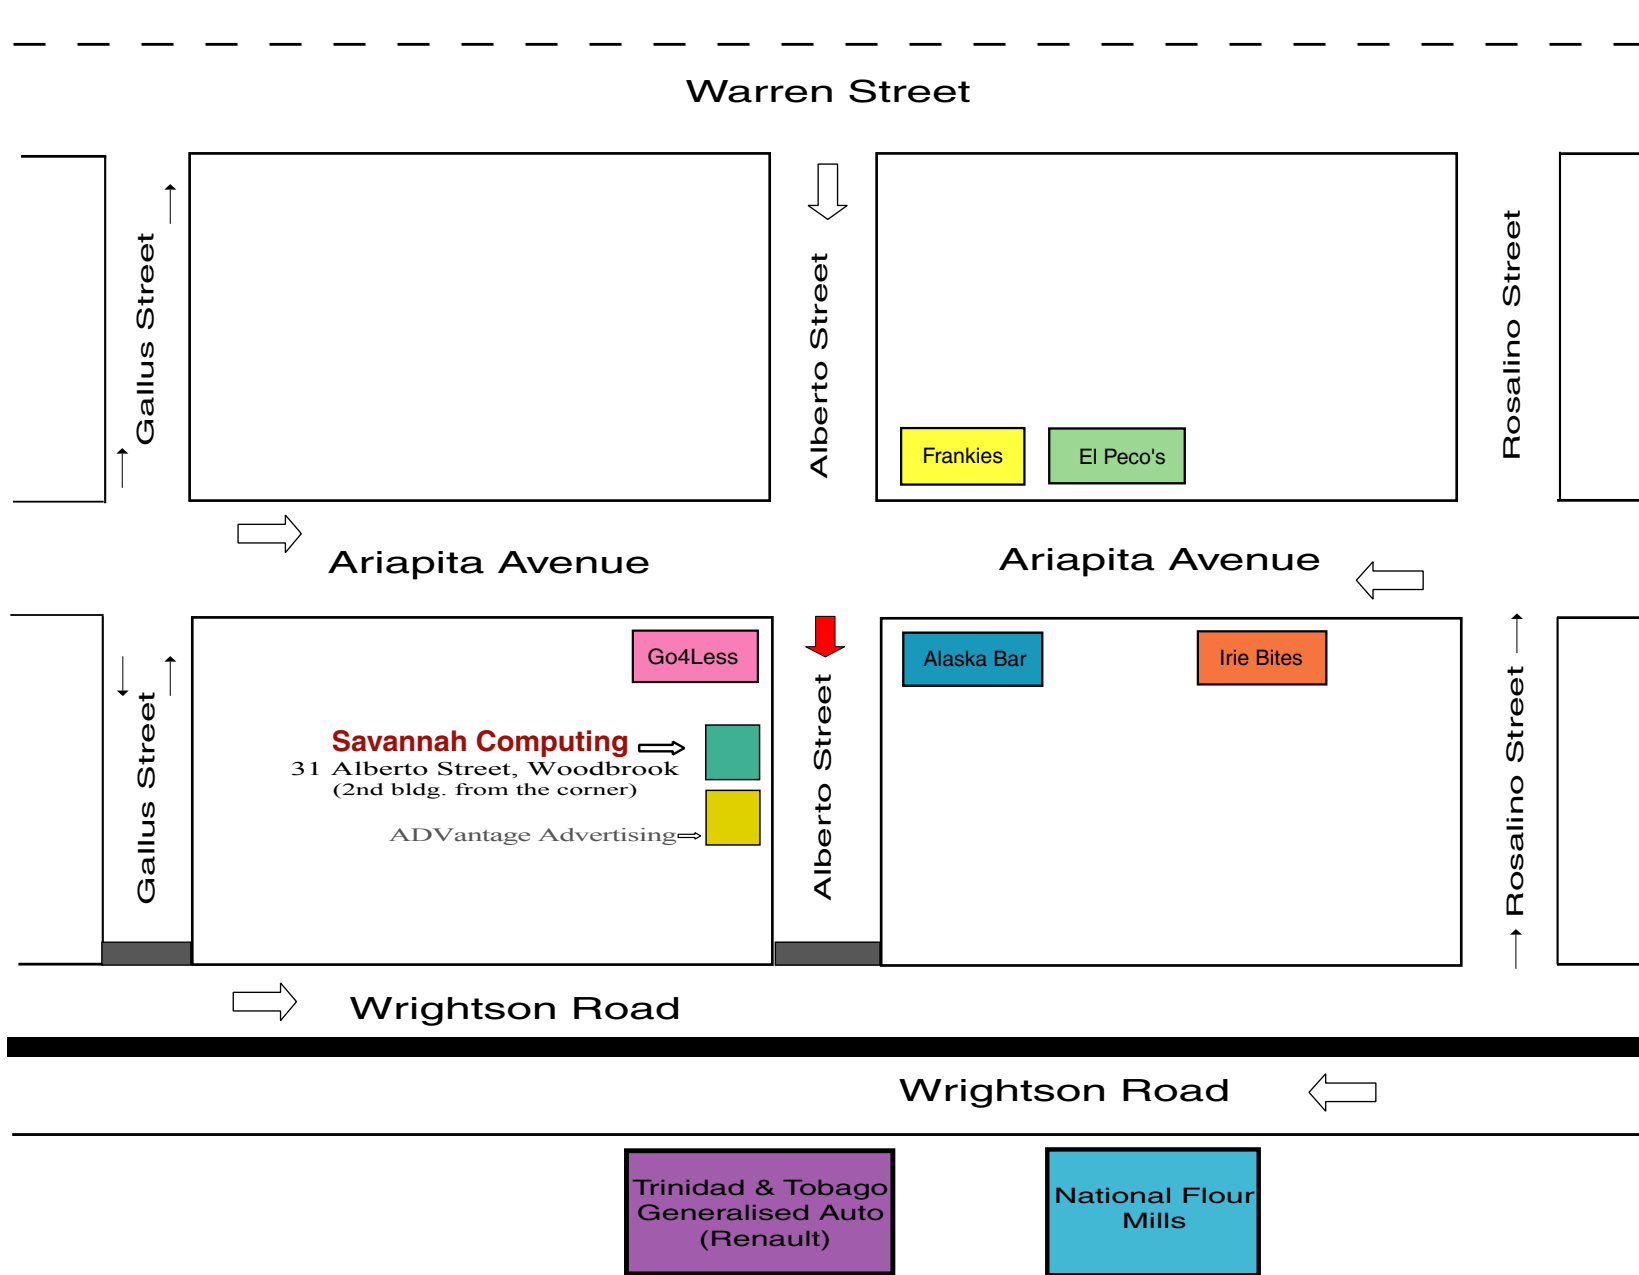 Warren Street
Gallus Street
Alberto Street
Rosalino Street
Frankies
El Peco's
Ariapita Avenue
Ariapita Avenue
Go4Less
Alaska Bar
Irie Bites
Savannah Computing
31 Alberto Street, Woodbrook
(2nd bldg. from the corner)
ADVantage Advertising
Gallus Street
Alberto Street
Rosalino Street
Wrightson Road
Wrightson Road
Trinidad & Tobago
Generalised Auto
(Renault)
National Flour
Mills